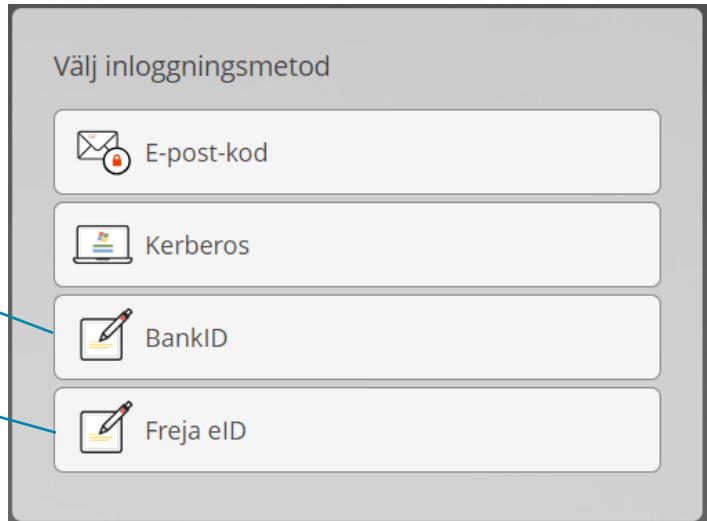 Välj inloggningsmetod
E-post-kod
Kerberos
BankID
Freja eID